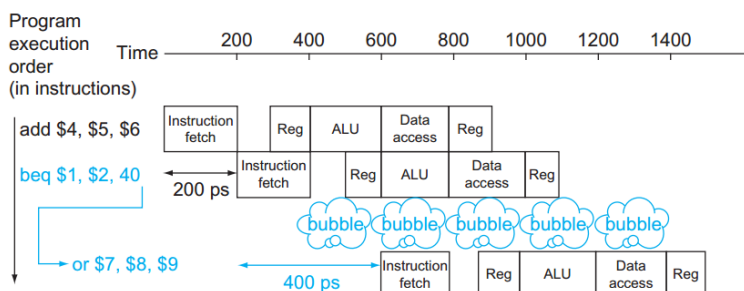 Program
execution
order
(in instructions)
Time
200 400 600 800 1000 1200 1400
add $4, $5, $6
Instruction
fetch
Reg
ALU
Data
access
Reg
beq $1, $2, 40
200 ps
Instruction
fetch
Reg
ALU
Data
access
Reg
bubble bubble bubble bubble bubble
or $7, $8, $9
400 ps
Instruction
fetch
Reg
ALU
Data
access
Reg